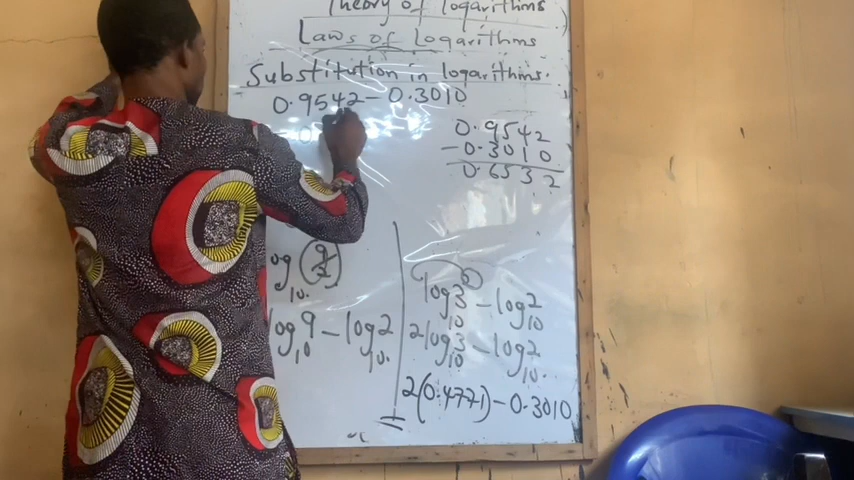 Theory of logarithms
Laws of Logarithms
Substitution in logarithms.
0.9542 - 0.3010
0.9542
- 0.3010
0.6532
og₁₀(9/2)
log₁₀9 - log₁₀2
log₁₀3 - log₁₀2
2log₁₀3 - log₁₀2
2(0.4771) - 0.3010